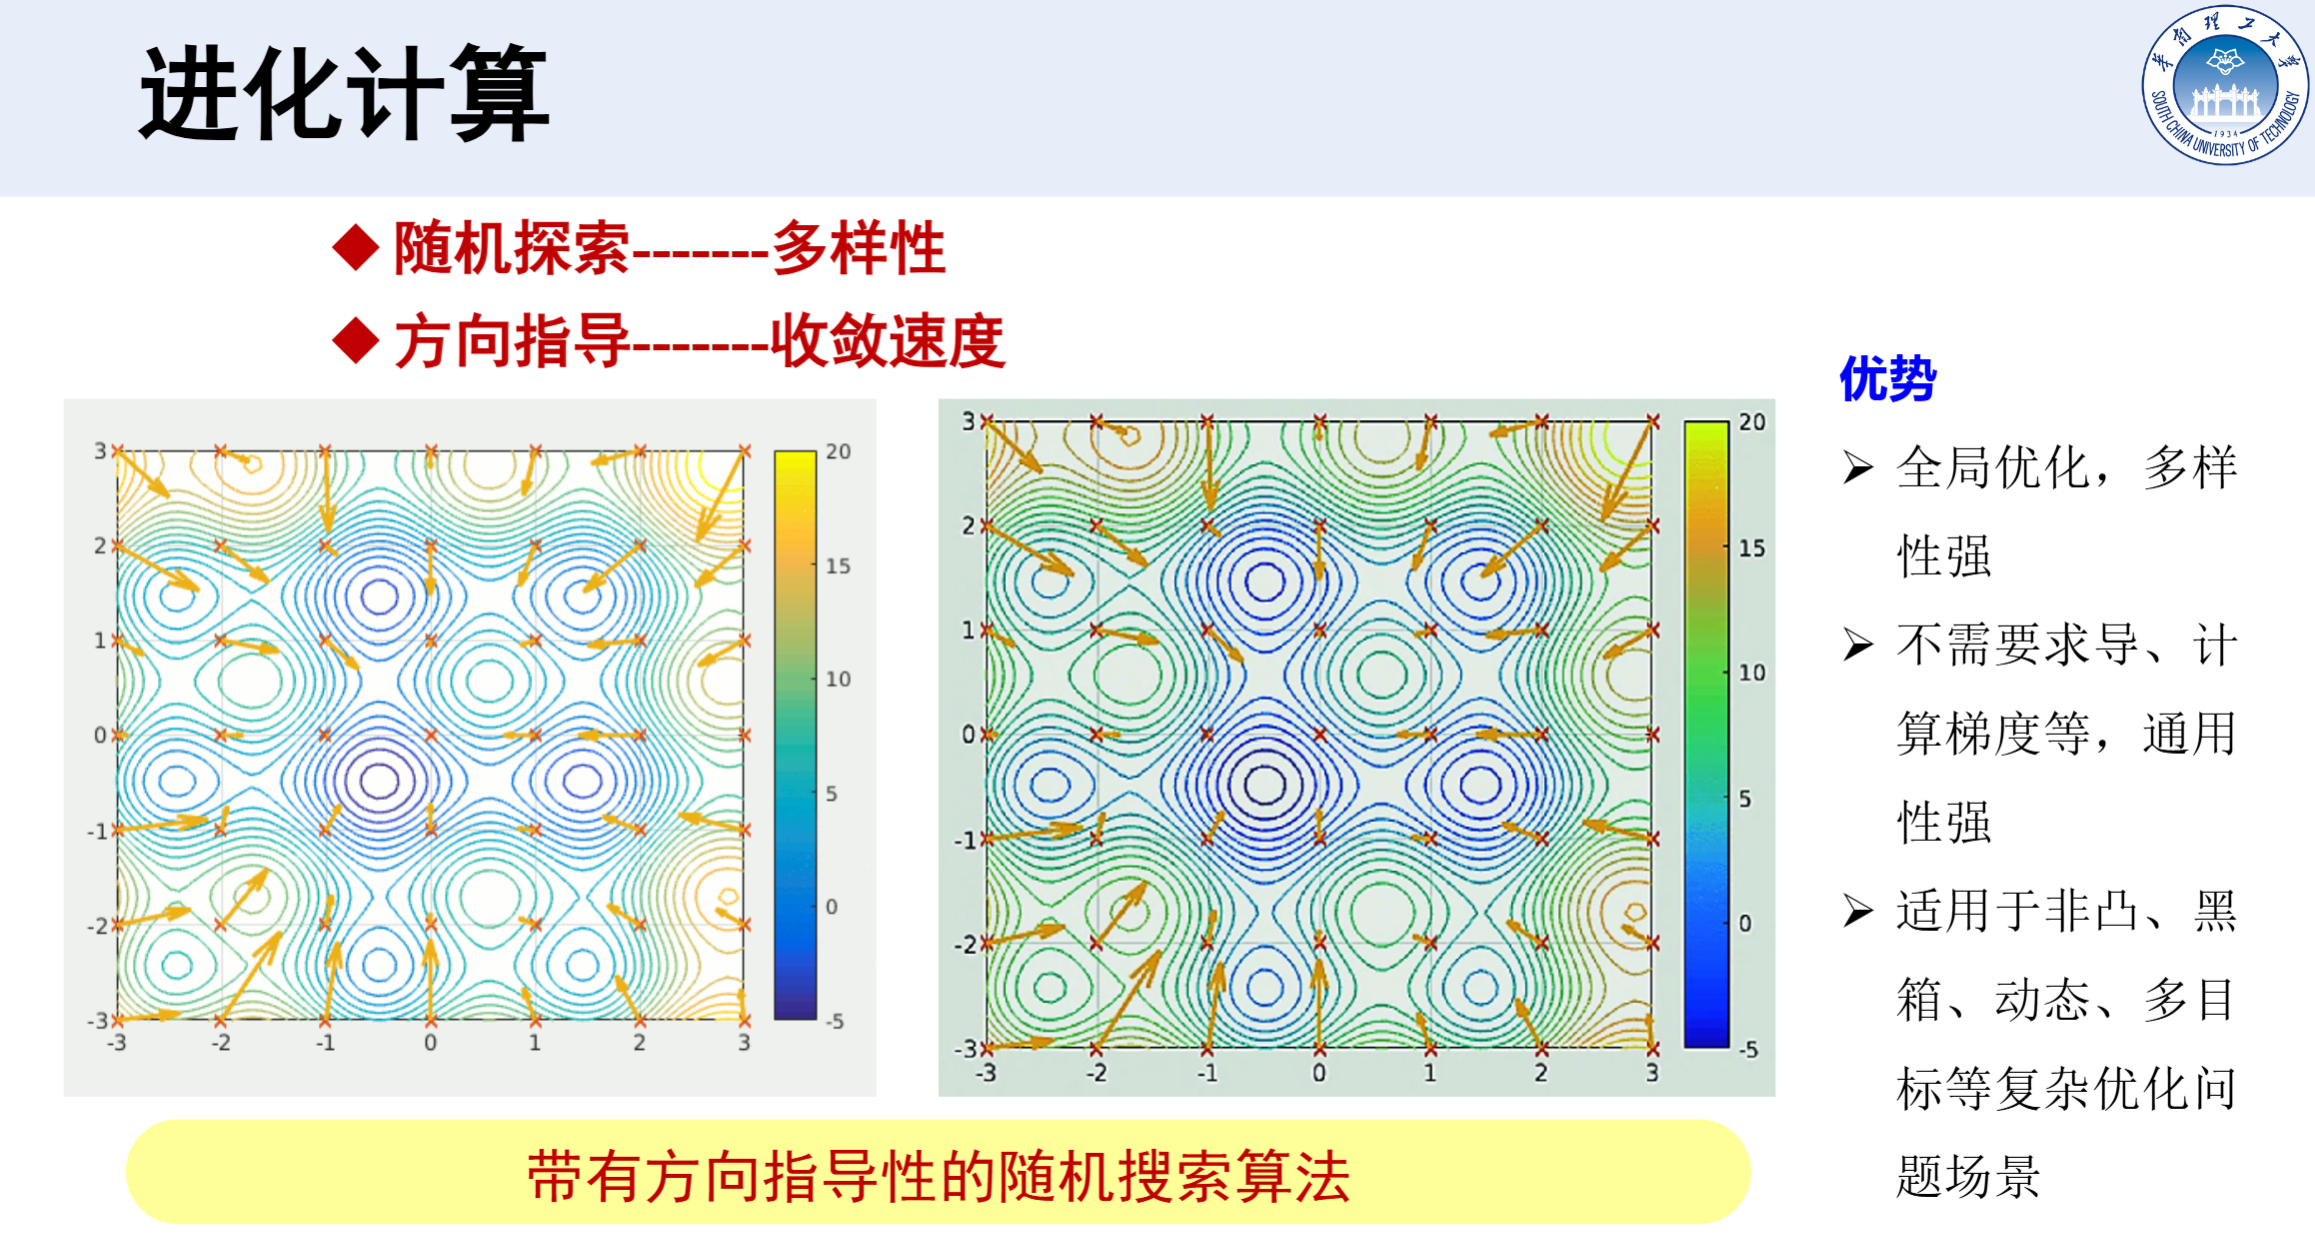 进化计算
华南理工大学
SOUTH CHINA UNIVERSITY OF TECHNOLOGY
1934
◆ 随机探索-------多样性
◆ 方向指导-------收敛速度
3
2
1
0
-1
-2
-3
-3 -2 -1 0 1 2 3
20
15
10
5
0
-5
3
2
1
0
-1
-2
-3
-3 -2 -1 0 1 2 3
20
15
10
5
0
-5
优势
➢ 全局优化，多样
性强
➢ 不需要求导、计
算梯度等，通用
性强
➢ 适用于非凸、黑
箱、动态、多目
标等复杂优化问
题场景
带有方向指导性的随机搜索算法